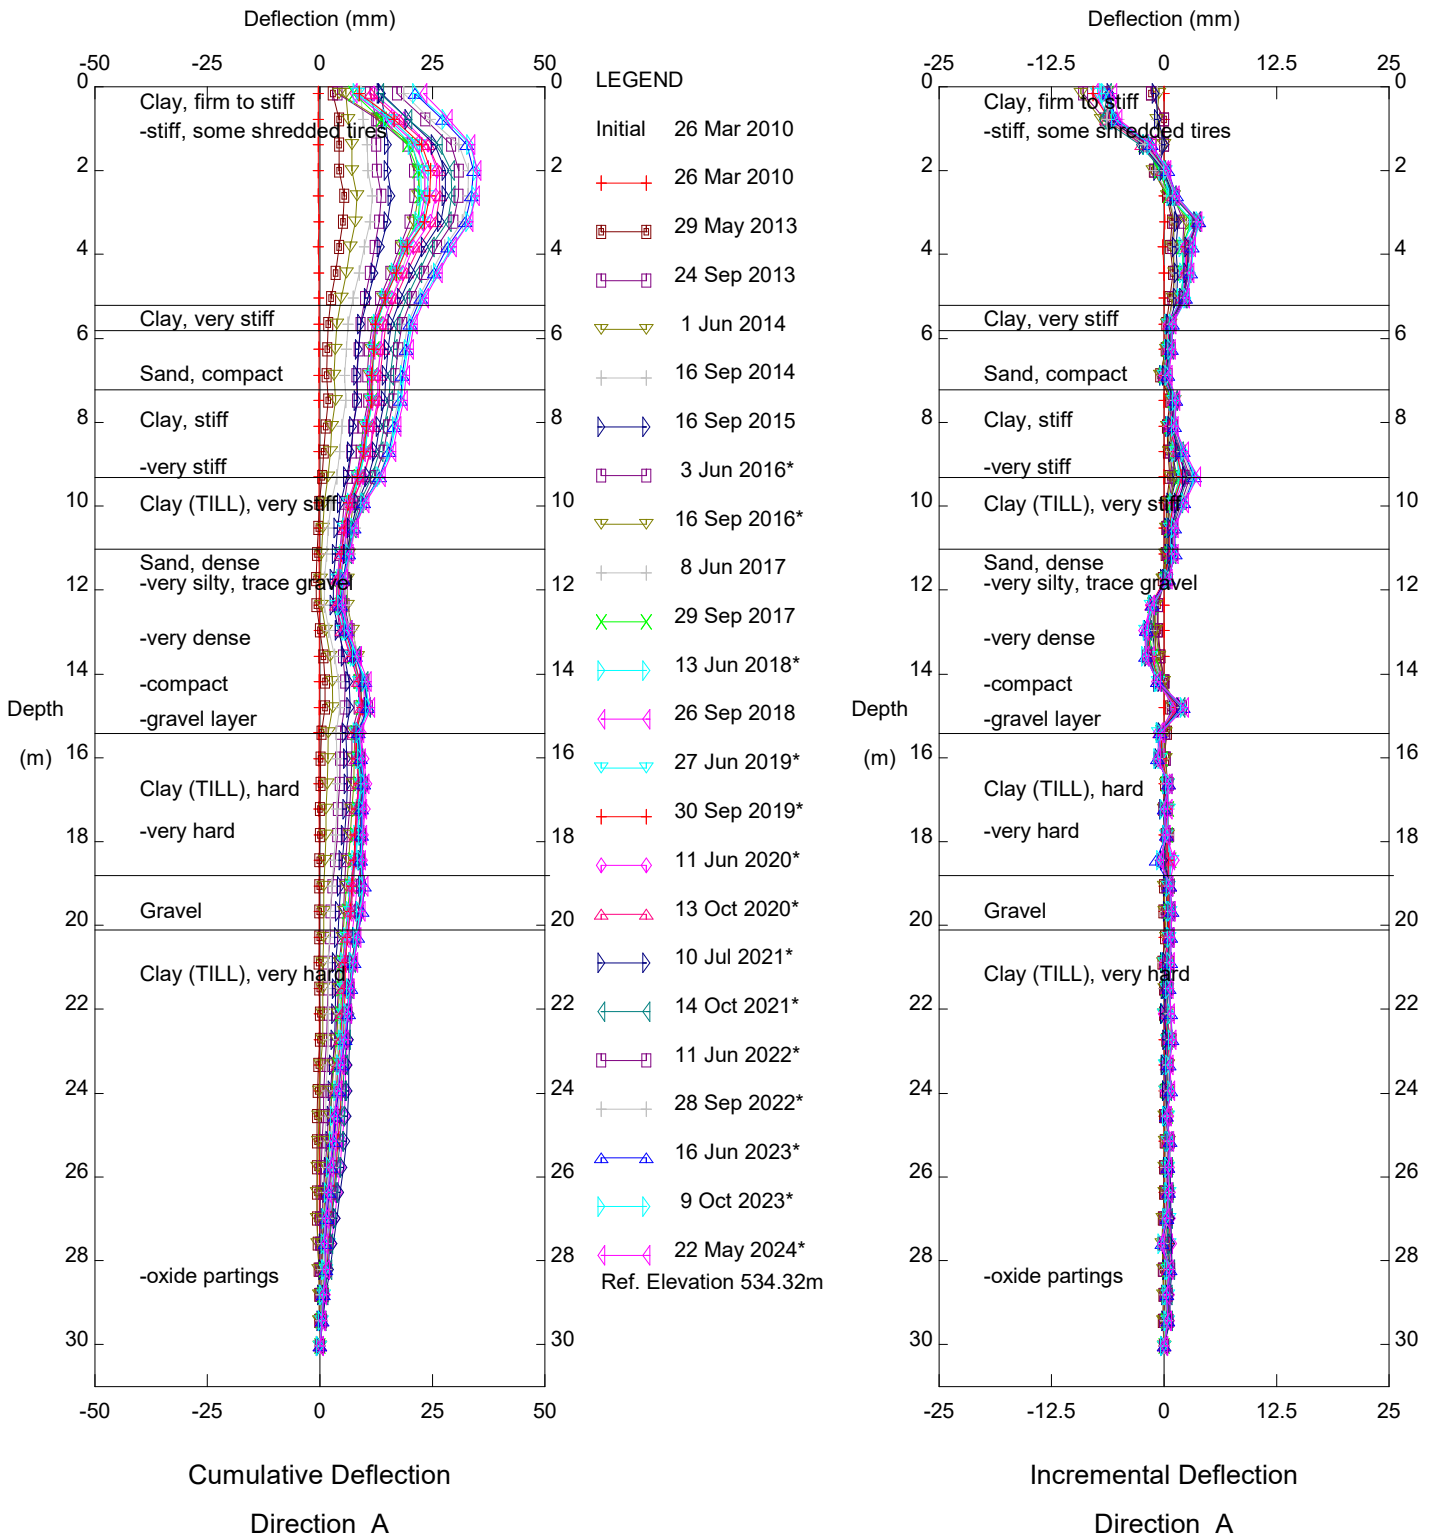 Deflection (mm)
-50 -25 0 25 50
0
2 2
4 4
6 6
8 8
10 10
12 12
14 14
16 16
18 18
20 20
22 22
24 24
26 26
28 28
30 30
Depth
(m)
Clay, firm to stiff
-stiff, some shredded tires
Clay, very stiff
Sand, compact
Clay, stiff
-very stiff
Clay (TILL), very stiff
Sand, dense
-very silty, trace gravel
-very dense
-compact
-gravel layer
Clay (TILL), hard
-very hard
Gravel
Clay (TILL), very hard
-oxide partings
-50 -25 0 25 50
Cumulative Deflection
Direction A
LEGEND
Initial 26 Mar 2010
26 Mar 2010
29 May 2013
24 Sep 2013
1 Jun 2014
16 Sep 2014
16 Sep 2015
3 Jun 2016*
16 Sep 2016*
8 Jun 2017
29 Sep 2017
13 Jun 2018*
26 Sep 2018
27 Jun 2019*
30 Sep 2019*
11 Jun 2020*
13 Oct 2020*
10 Jul 2021*
14 Oct 2021*
11 Jun 2022*
28 Sep 2022*
16 Jun 2023*
9 Oct 2023*
22 May 2024*
Ref. Elevation 534.32m
Deflection (mm)
-25 -12.5 0 12.5 25
0 0
2 2
4 4
6 6
8 8
10 10
12 12
14 14
16 16
18 18
20 20
22 22
24 24
26 26
28 28
30 30
Depth
(m)
Clay, firm to stiff
-stiff, some shredded tires
Clay, very stiff
Sand, compact
Clay, stiff
-very stiff
Clay (TILL), very stiff
Sand, dense
-very silty, trace gravel
-very dense
-compact
-gravel layer
Clay (TILL), hard
-very hard
Gravel
Clay (TILL), very hard
-oxide partings
-25 -12.5 0 12.5 25
Incremental Deflection
Direction A